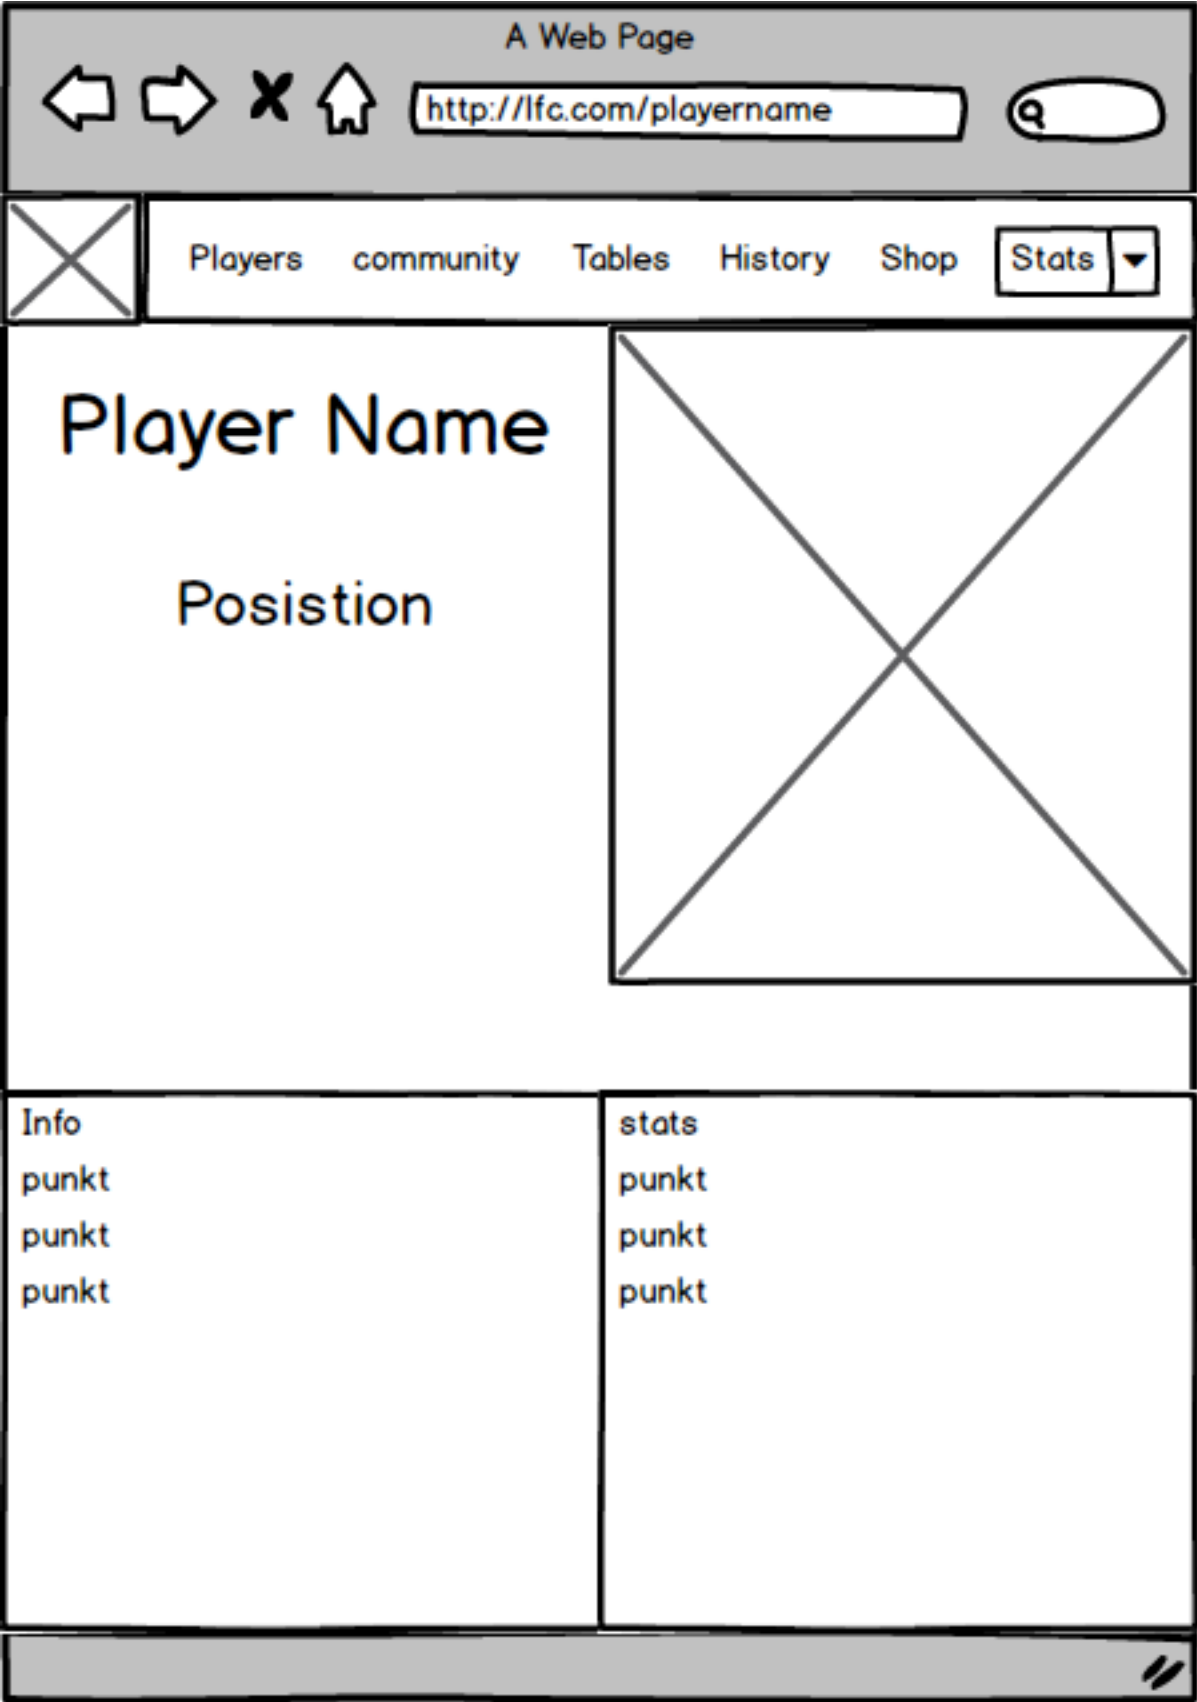 A Web Page
http://lfc.com/playername
Players community Tables History Shop Stats
Player Name
Posistion
Info
punkt
punkt
punkt
stats
punkt
punkt
punkt